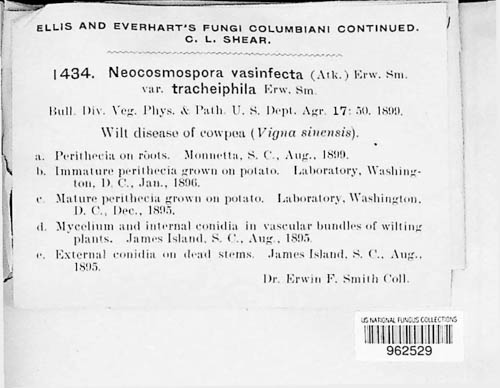 ELLIS AND EVERHART'S FUNGI COLUMBIANI CONTINUED.
C. L. SHEAR.
1434. Neocosmospora vasinfecta (Atk.) Erw. Sm.
var. tracheiphila Erw. Sm.
Bull. Div. Veg. Phys. & Path. U. S. Dept. Agr. 17: 50. 1899.
Wilt disease of cowpea (Vigna sinensis).
a. Perithecia on roots. Monnetta, S. C., Aug., 1899.
b. Immature perithecia grown on potato. Laboratory, Washing-
ton, D. C., Jan., 1896.
c. Mature perithecia grown on potato. Laboratory, Washington,
D. C., Dec., 1895.
d. Mycelium and internal conidia in vascular bundles of wilting
plants. James Island, S. C., Aug., 1895.
e. External conidia on dead stems. James Island, S. C., Aug.,
1895.
Dr. Erwin F. Smith Coll.
US NATIONAL FUNGUS COLLECTIONS
962529